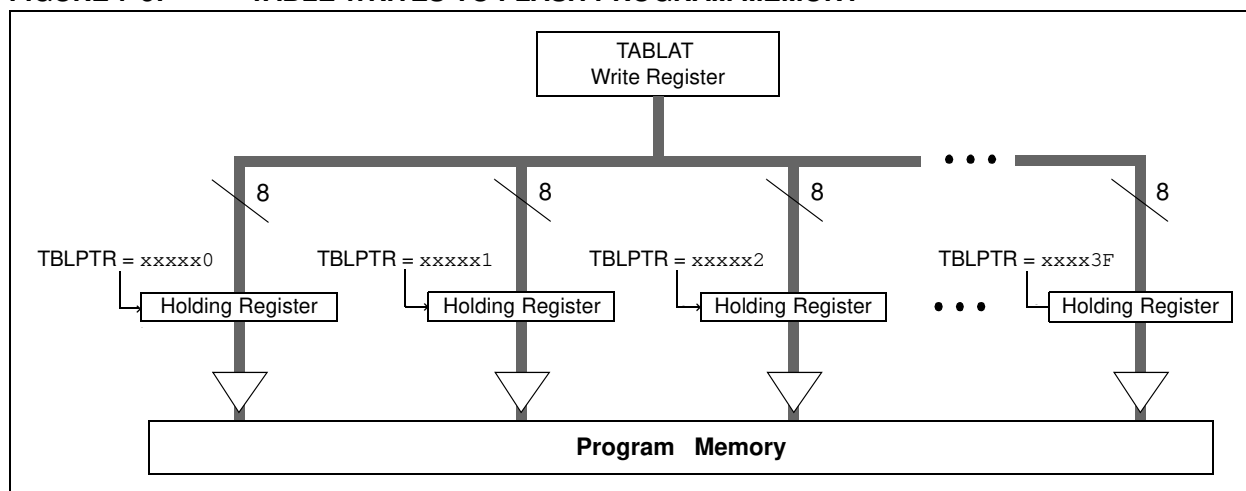 TABLAT
Write Register
8 8 8 8
TBLPTR = xxxxx0 TBLPTR = xxxxx1 TBLPTR = xxxxx2 TBLPTR = xxxx3F
Holding Register Holding Register Holding Register Holding Register
Program Memory